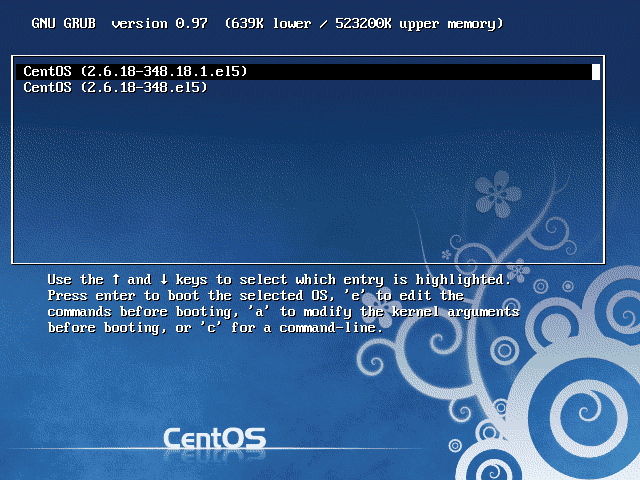 GNU GRUB  version 0.97  (639K lower / 523200K upper memory)
CentOS (2.6.18-348.18.1.el5)
CentOS (2.6.18-348.el5)
Use the ↑ and ↓ keys to select which entry is highlighted.
Press enter to boot the selected OS, 'e' to edit the
commands before booting, 'a' to modify the kernel arguments
before booting, or 'c' for a command-line.
CentOS